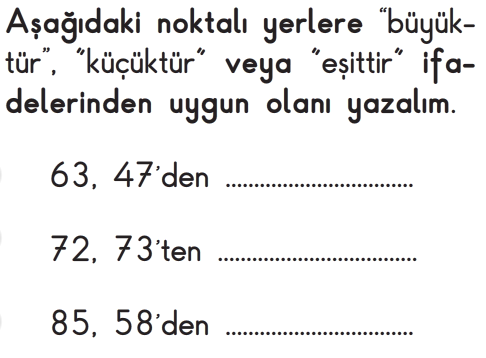 Aşağıdaki noktalı yerlere “büyük-
tür”, “küçüktür” veya “eşittir” ifa-
delerinden uygun olanı yazalım.
63, 47’den ................................
72, 73’ten ..................................
85, 58’den ................................